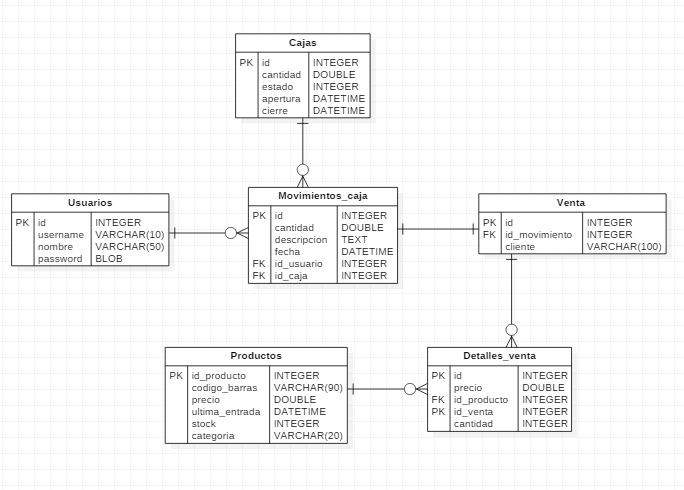 Cajas
PK id INTEGER
cantidad DOUBLE
estado INTEGER
apertura DATETIME
cierre DATETIME
Usuarios
PK id INTEGER
username VARCHAR(10)
nombre VARCHAR(50)
password BLOB
Movimientos_caja
PK id INTEGER
cantidad DOUBLE
descripcion TEXT
fecha DATETIME
FK id_usuario INTEGER
FK id_caja INTEGER
Venta
PK id INTEGER
FK id_movimiento INTEGER
cliente VARCHAR(100)
Productos
PK id_producto INTEGER
codigo_barras VARCHAR(90)
precio DOUBLE
ultima_entrada DATETIME
stock INTEGER
categoria VARCHAR(20)
Detalles_venta
PK id INTEGER
precio DOUBLE
FK id_producto INTEGER
PK id_venta INTEGER
cantidad INTEGER